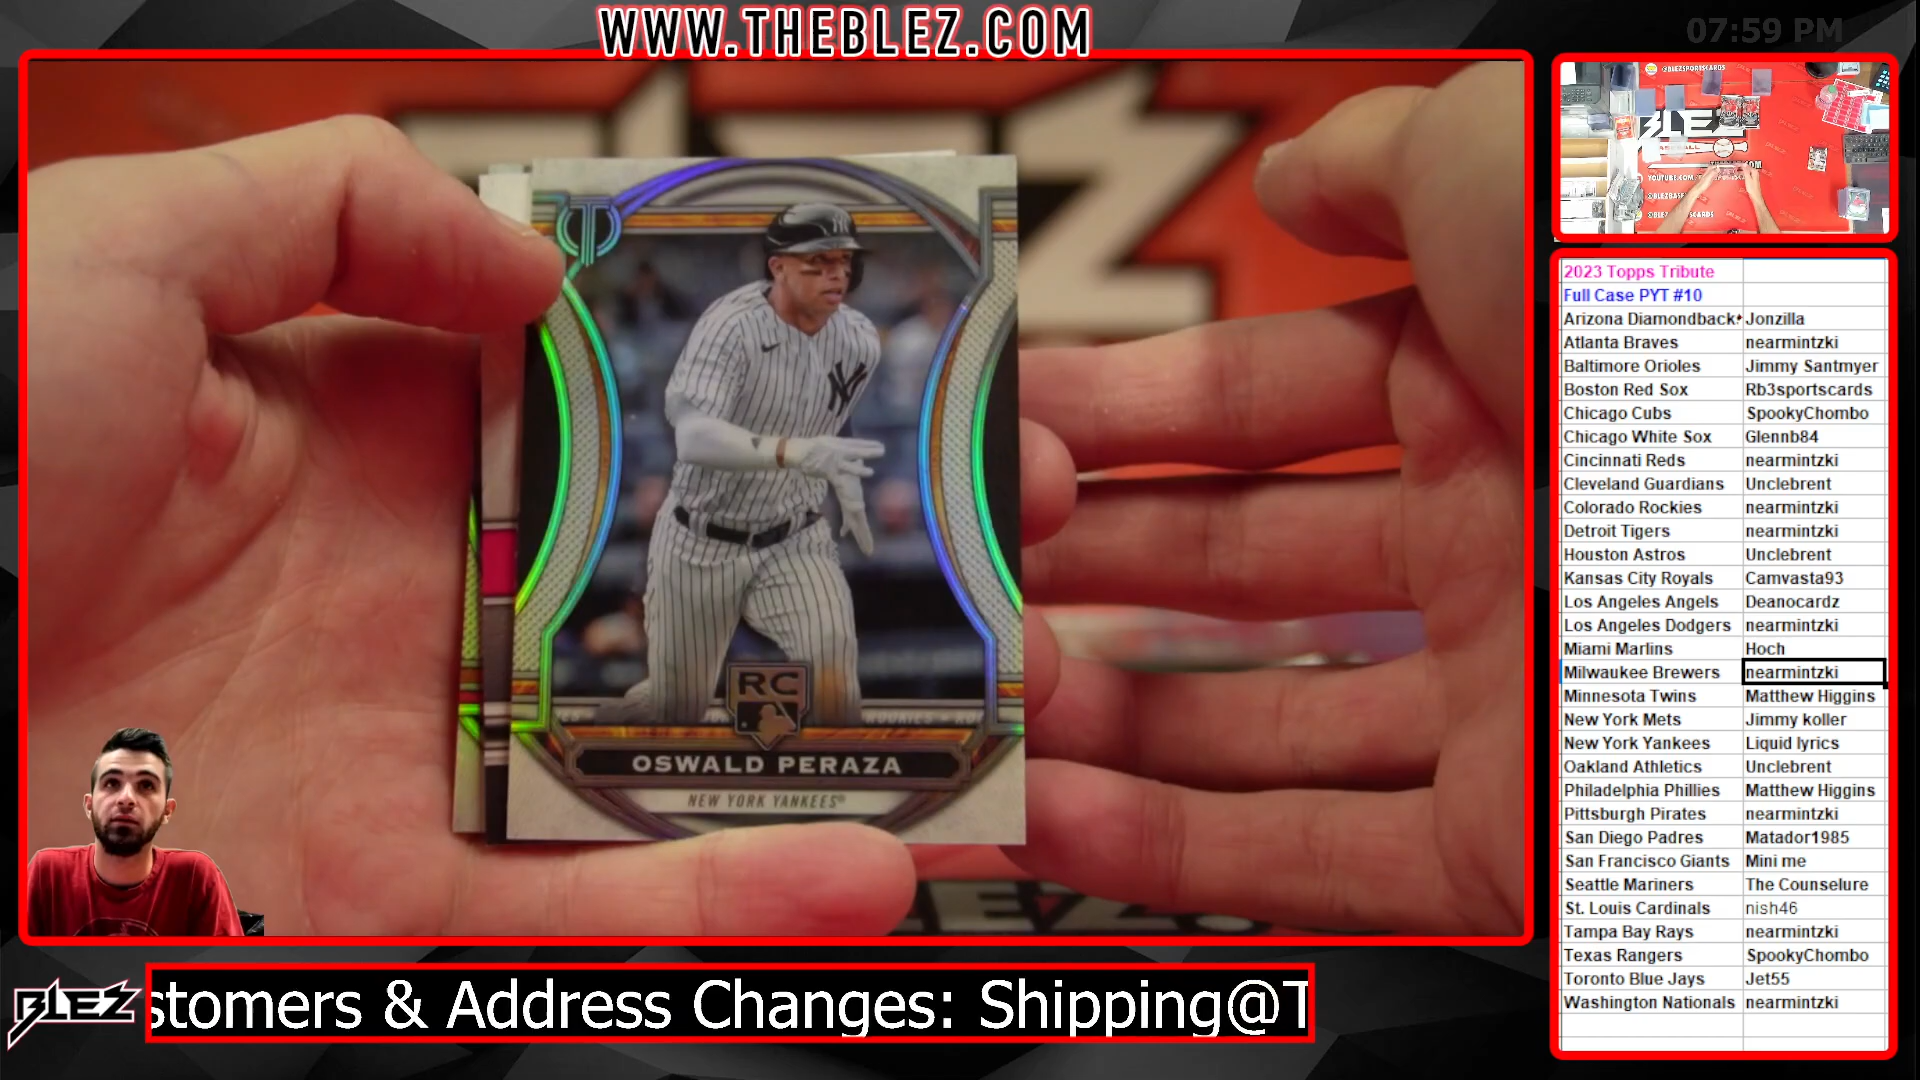 WWW.THEBLEZ.COM
07:59 PM
RC
OSWALD PERAZA
NEW YORK YANKEES®
@BLEZSPORTSCARDS
BLEZ
YOUTUBE.COM
2023 Topps Tribute
Full Case PYT #10
Arizona Diamondback Jonzilla
Atlanta Braves nearmintzki
Baltimore Orioles Jimmy Santmyer
Boston Red Sox Rb3sportscards
Chicago Cubs SpookyChombo
Chicago White Sox Glennb84
Cincinnati Reds nearmintzki
Cleveland Guardians Unclebrent
Colorado Rockies nearmintzki
Detroit Tigers nearmintzki
Houston Astros Unclebrent
Kansas City Royals Camvasta93
Los Angeles Angels Deanocardz
Los Angeles Dodgers nearmintzki
Miami Marlins Hoch
Milwaukee Brewers nearmintzki
Minnesota Twins Matthew Higgins
New York Mets Jimmy koller
New York Yankees Liquid lyrics
Oakland Athletics Unclebrent
Philadelphia Phillies Matthew Higgins
Pittsburgh Pirates nearmintzki
San Diego Padres Matador1985
San Francisco Giants Mini me
Seattle Mariners The Counselure
St. Louis Cardinals nish46
Tampa Bay Rays nearmintzki
Texas Rangers SpookyChombo
Toronto Blue Jays Jet55
Washington Nationals nearmintzki
BLEZ
stomers & Address Changes: Shipping@T